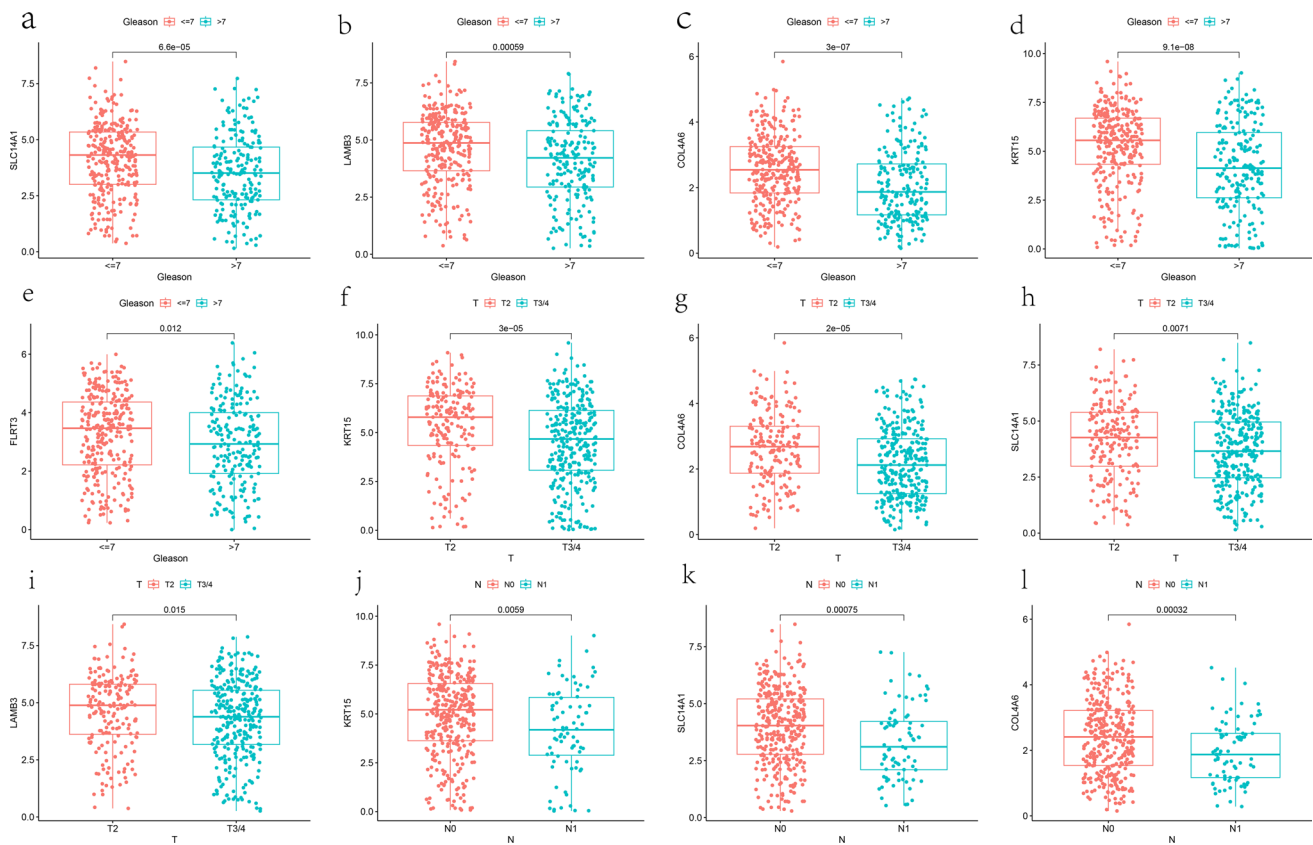 a
Gleason <=7 >7
6.6e-05
SLC14A1
7.5
5.0
2.5
0.0
<=7 >7
Gleason
b
Gleason <=7 >7
0.00059
LAMB3
7.5
5.0
2.5
0.0
<=7 >7
Gleason
c
Gleason <=7 >7
3e-07
COL4A6
6
4
2
0
<=7 >7
Gleason
d
Gleason <=7 >7
9.1e-08
KRT15
10.0
7.5
5.0
2.5
0.0
<=7 >7
Gleason
e
Gleason <=7 >7
0.012
FLRT3
6
4
2
0
<=7 >7
Gleason
f
T T2 T3/4
3e-05
KRT15
10.0
7.5
5.0
2.5
0.0
T2 T3/4
T
g
T T2 T3/4
2e-05
COL4A6
6
4
2
0
T2 T3/4
T
h
T T2 T3/4
0.0071
SLC14A1
7.5
5.0
2.5
0.0
T2 T3/4
T
i
T T2 T3/4
0.015
LAMB3
7.5
5.0
2.5
0.0
T2 T3/4
T
j
N N0 N1
0.0059
KRT15
10.0
7.5
5.0
2.5
0.0
N0 N1
N
k
N N0 N1
0.00075
SLC14A1
7.5
5.0
2.5
0.0
N0 N1
N
l
N N0 N1
0.00032
COL4A6
6
4
2
0
N0 N1
N